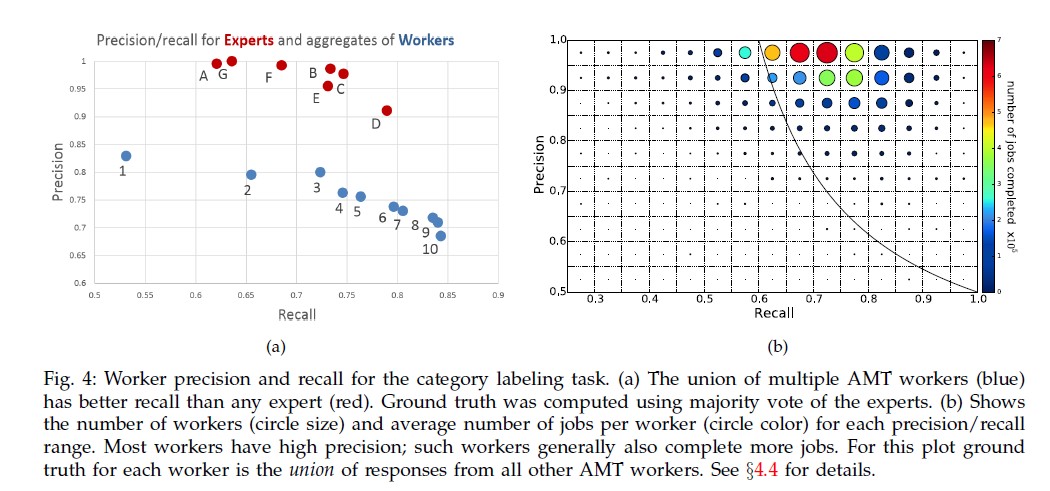 Precision/recall for Experts and aggregates of Workers
Precision
1
0.95
0.9
0.85
0.8
0.75
0.7
0.65
0.6
A G F B C E D
1 2 3 4 5 6 7 8 9 10
0.5 0.55 0.6 0.65 0.7 0.75 0.8 0.85 0.9
Recall
(a)
Precision
1.0
0.9
0.8
0.7
0.6
0.5
0.3 0.4 0.5 0.6 0.7 0.8 0.9 1.0
Recall
7
6
5
4
3
2
1
0
number of jobs completed x10⁵
(b)
Fig. 4: Worker precision and recall for the category labeling task. (a) The union of multiple AMT workers (blue)
has better recall than any expert (red). Ground truth was computed using majority vote of the experts. (b) Shows
the number of workers (circle size) and average number of jobs per worker (circle color) for each precision/recall
range. Most workers have high precision; such workers generally also complete more jobs. For this plot ground
truth for each worker is the union of responses from all other AMT workers. See §4.4 for details.